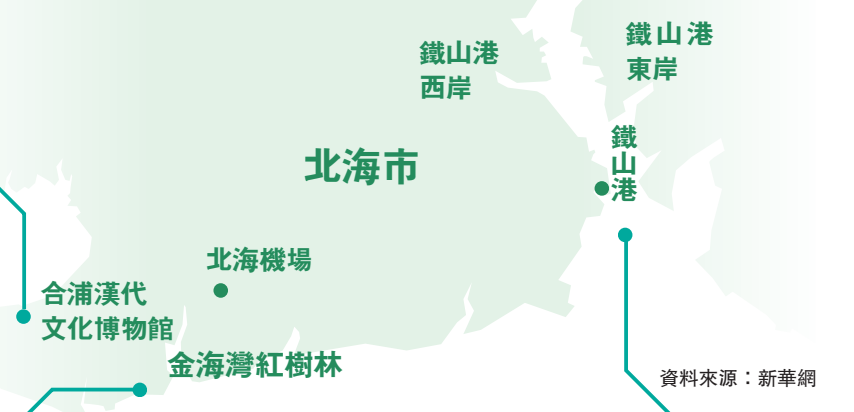 鐵山港
西岸
鐵山港
東岸
鐵山港
北海市
北海機場
合浦漢代
文化博物館
金海灣紅樹林
資料來源：新華網